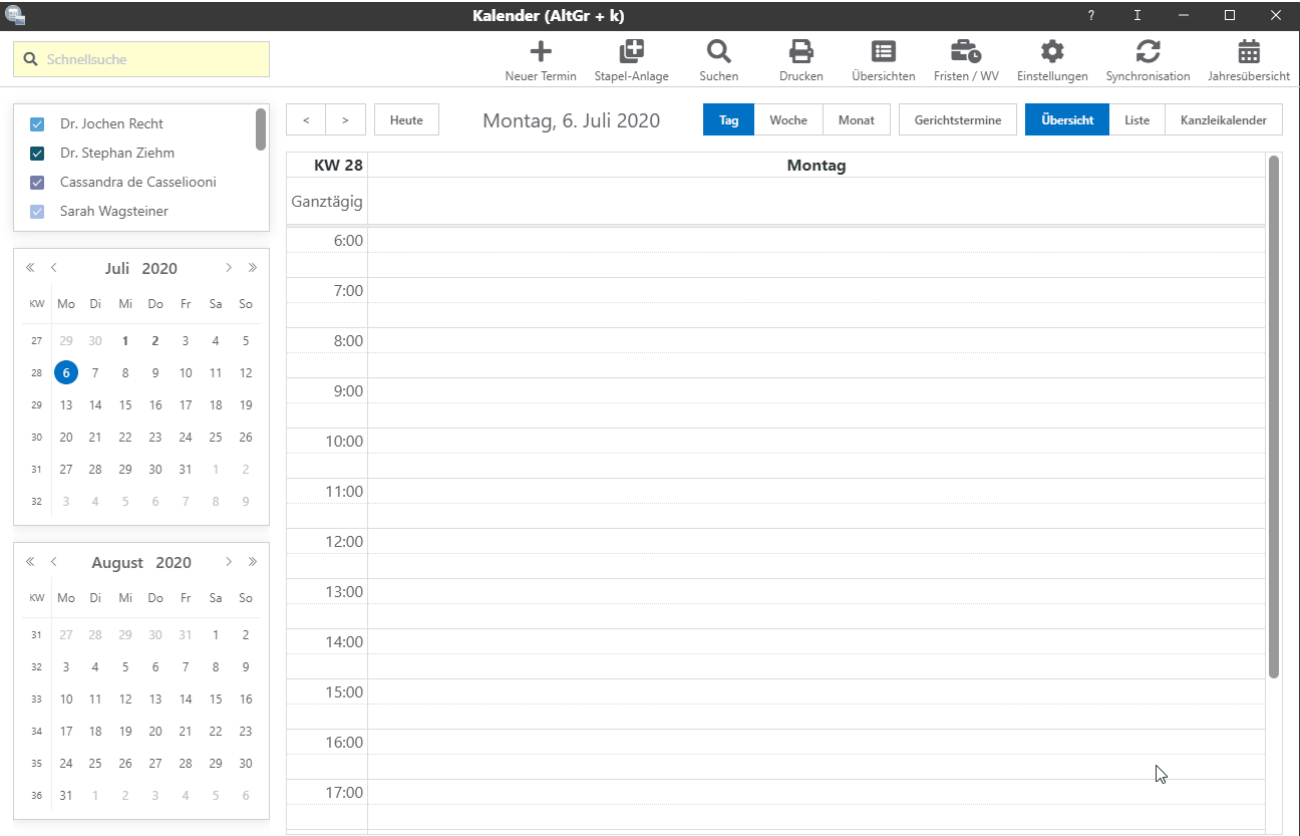 Kalender (AltGr + k)
?
Schnellsuche
Neuer Termin Stapel-Anlage Suchen Drucken Übersichten Fristen / WV Einstellungen Synchronisation Jahresübersicht
Dr. Jochen Recht
Dr. Stephan Ziehm
Cassandra de Casseliooni
Sarah Wagsteiner
« < Juli 2020 > »
KW Mo Di Mi Do Fr Sa So
27 29 30 1 2 3 4 5
28 6 7 8 9 10 11 12
29 13 14 15 16 17 18 19
30 20 21 22 23 24 25 26
31 27 28 29 30 31 1 2
32 3 4 5 6 7 8 9
« < August 2020 > »
KW Mo Di Mi Do Fr Sa So
31 27 28 29 30 31 1 2
32 3 4 5 6 7 8 9
33 10 11 12 13 14 15 16
34 17 18 19 20 21 22 23
35 24 25 26 27 28 29 30
36 31 1 2 3 4 5 6
< > Heute Montag, 6. Juli 2020 Tag Woche Monat Gerichtstermine Übersicht Liste Kanzleikalender
KW 28 Montag
Ganztägig
6:00
7:00
8:00
9:00
10:00
11:00
12:00
13:00
14:00
15:00
16:00
17:00